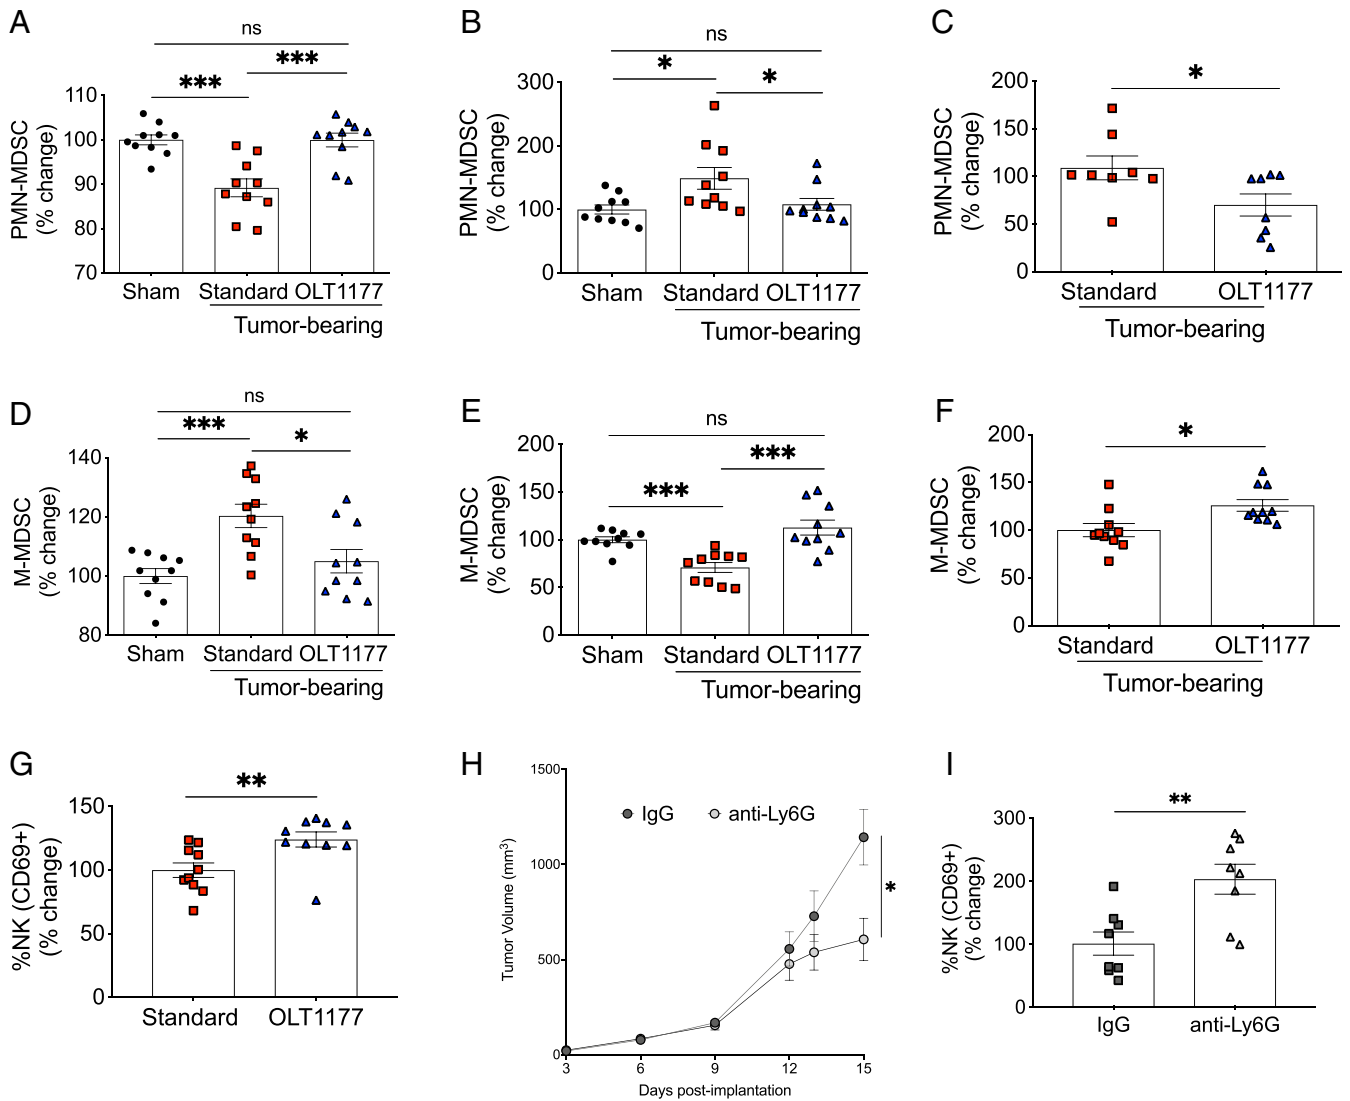 A
ns
***
***
PMN-MDSC
(% change)
110
100
90
80
70
Sham
Standard
OLT1177
Tumor-bearing
B
ns
*
*
PMN-MDSC
(% change)
300
200
100
0
Sham
Standard
OLT1177
Tumor-bearing
C
*
PMN-MDSC
(% change)
200
150
100
50
0
Standard
OLT1177
Tumor-bearing
D
ns
***
*
M-MDSC
(% change)
140
120
100
80
Sham
Standard
OLT1177
Tumor-bearing
E
ns
***
***
M-MDSC
(% change)
200
150
100
50
0
Sham
Standard
OLT1177
Tumor-bearing
F
*
M-MDSC
(% change)
200
150
100
50
0
Standard
OLT1177
Tumor-bearing
G
**
%NK (CD69+)
(% change)
150
100
50
0
Standard
OLT1177
H
Tumor Volume (mm³)
1500
1000
500
0
IgG
anti-Ly6G
*
3
6
9
12
15
Days post-implantation
I
**
%NK (CD69+)
(% change)
300
200
100
0
IgG
anti-Ly6G